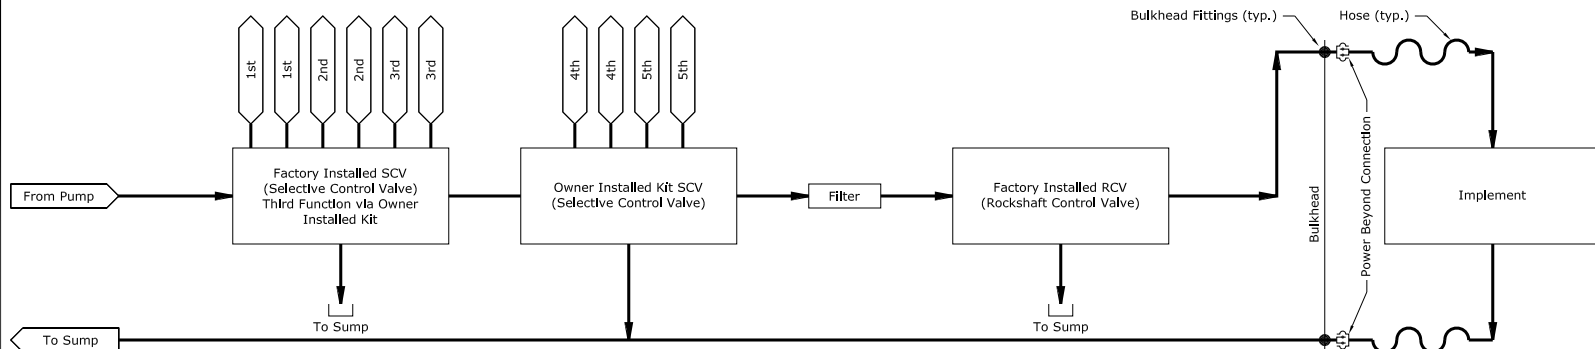 Bulkhead Fittings (typ.)
Hose (typ.)
1st
1st
2nd
2nd
3rd
3rd
4th
4th
5th
5th
From Pump
Factory Installed SCV
(Selective Control Valve)
Third Function via Owner
Installed Kit
Owner Installed Kit SCV
(Selective Control Valve)
Filter
Factory Installed RCV
(Rockshaft Control Valve)
Bulkhead
Power Beyond Connection
Implement
To Sump
To Sump
To Sump